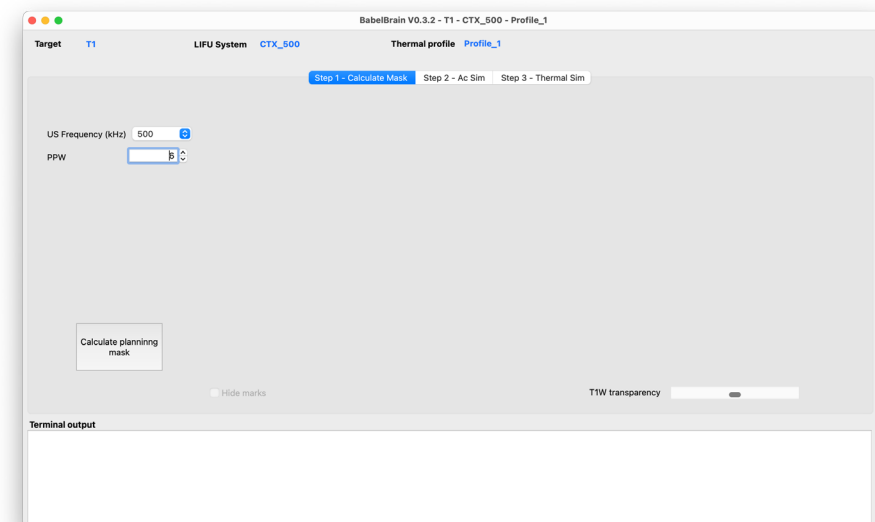 BabelBrain V0.3.2 - T1 - CTX_500 - Profile_1
Target T1 LIFU System CTX_500 Thermal profile Profile_1
Step 1 - Calculate Mask Step 2 - Ac Sim Step 3 - Thermal Sim
US Frequency (kHz) 500
PPW 6
Calculate planninng
mask
Hide marks T1W transparency
Terminal output